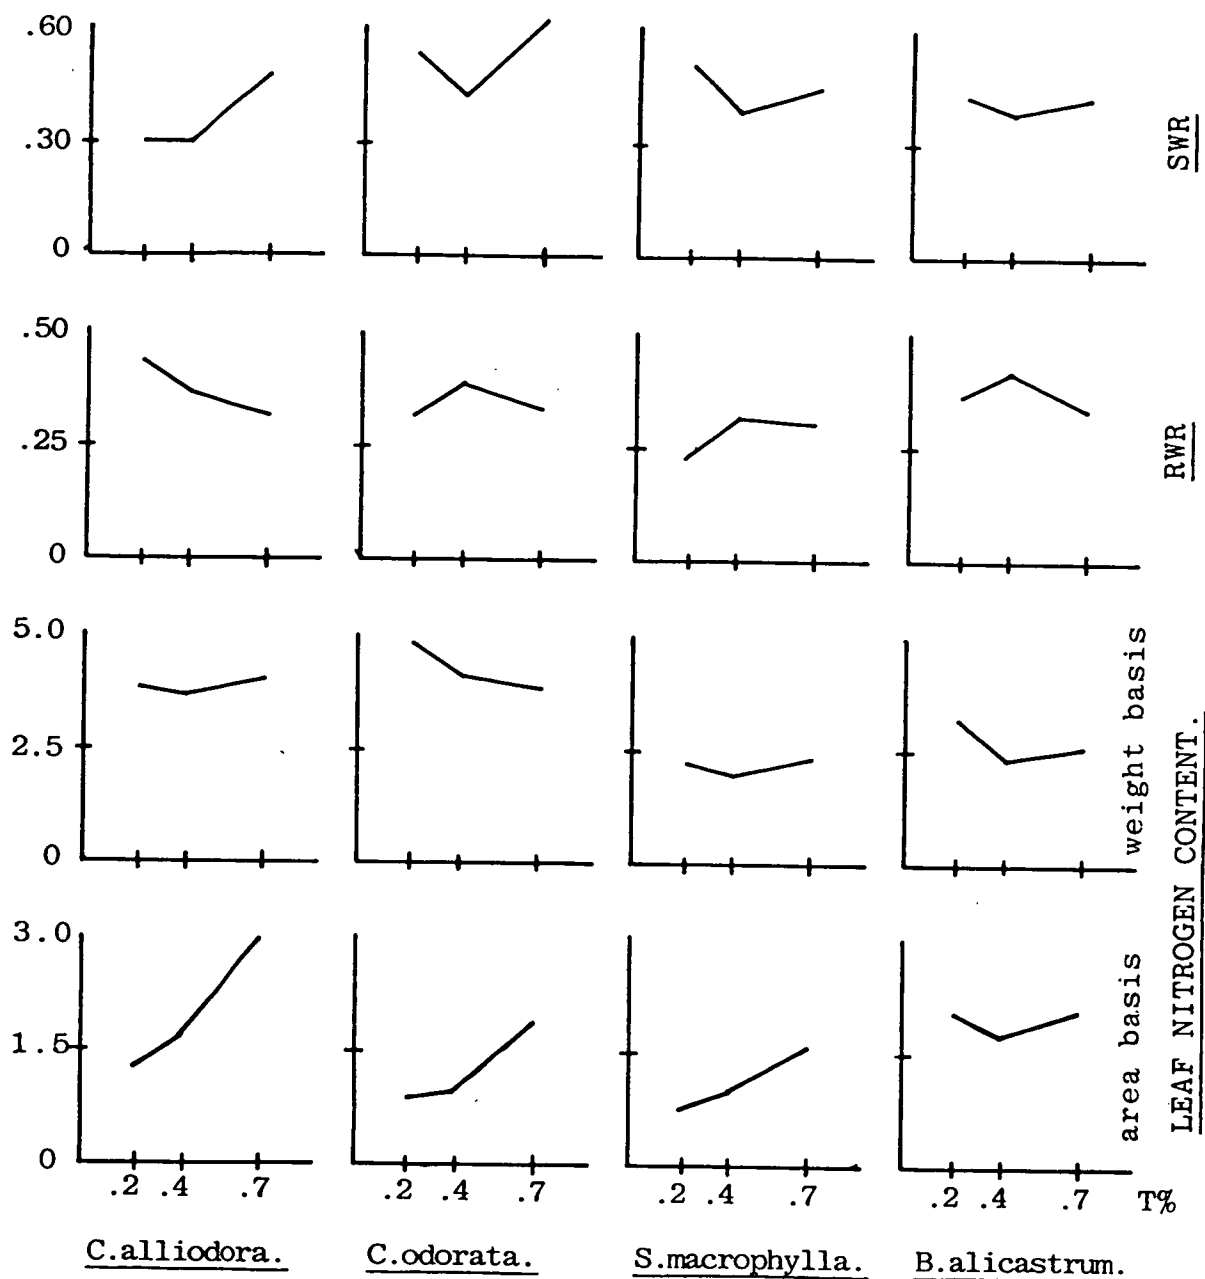 .60
.30
0
SWR
.50
.25
0
RWR
5.0
2.5
0
weight basis
3.0
1.5
0
area basis
LEAF NITROGEN CONTENT.
.2 .4 .7
.2 .4 .7
.2 .4 .7
.2 .4 .7 T%
C.alliodora. C.odorata. S.macrophylla. B.alicastrum.